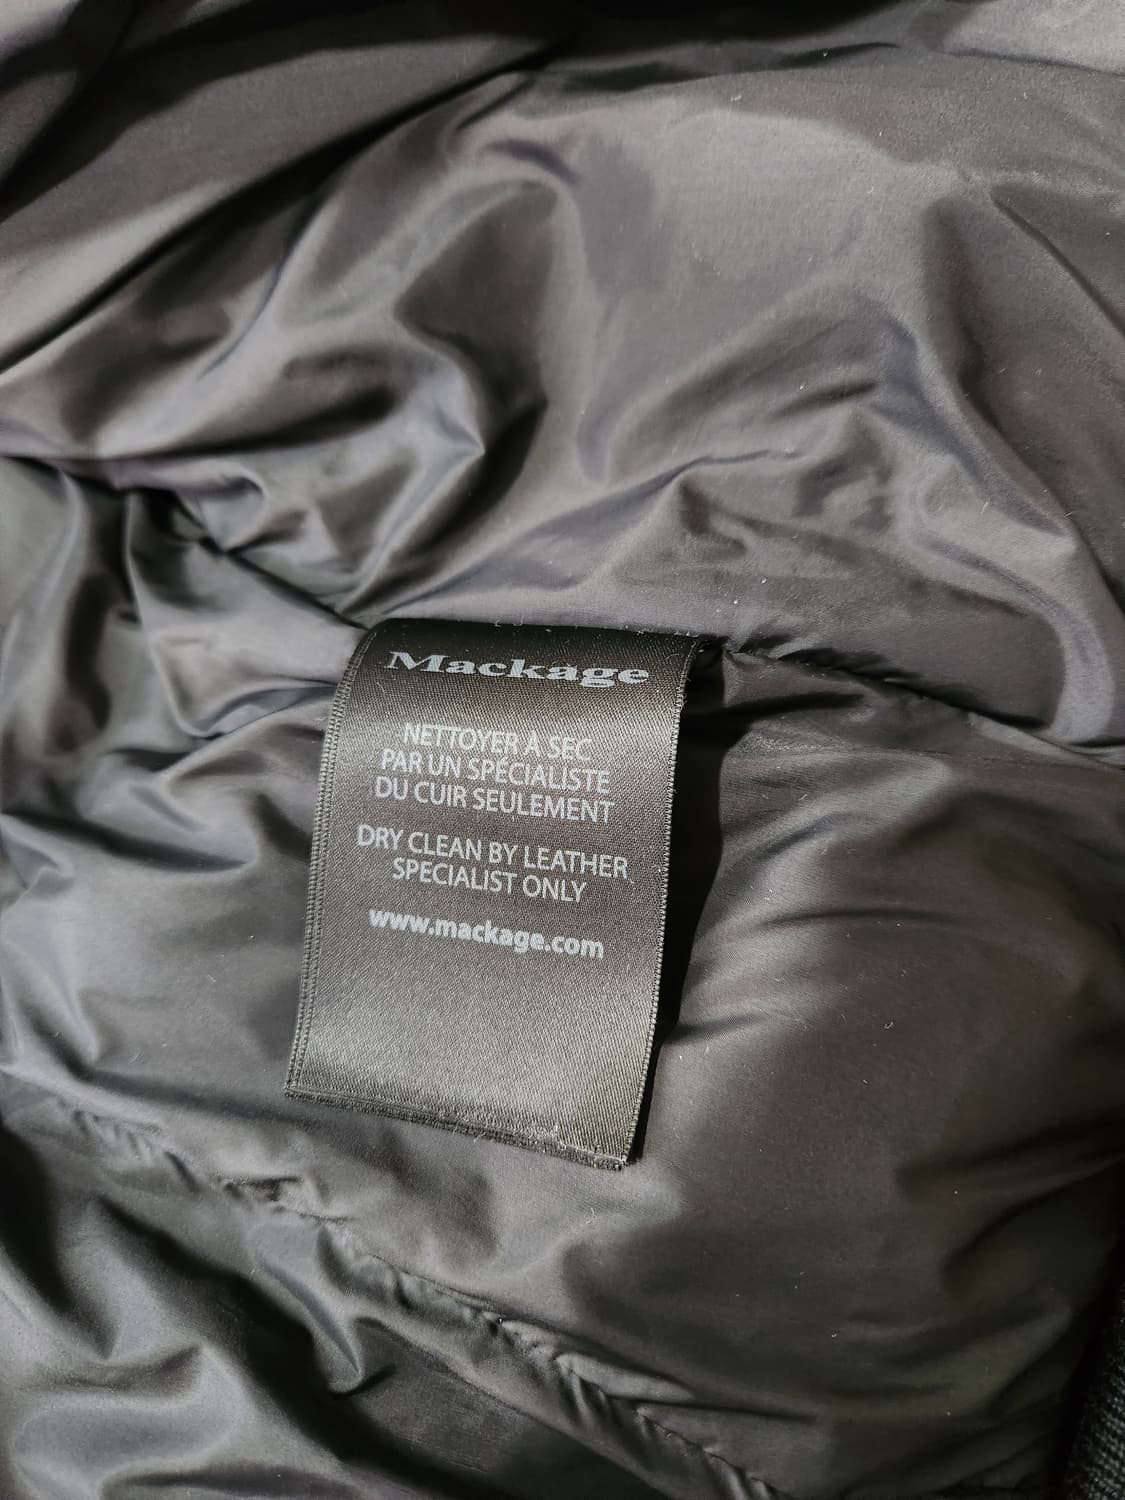 Mackage
NETTOYER À SEC
PAR UN SPÉCIALISTE
DU CUIR SEULEMENT
DRY CLEAN BY LEATHER
SPECIALIST ONLY
www.mackage.com